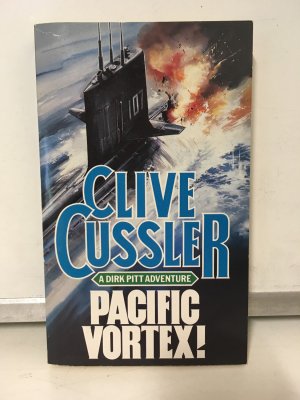 CLIVE
CUSSLER
A DIRK PITT ADVENTURE
PACIFIC
VORTEX!